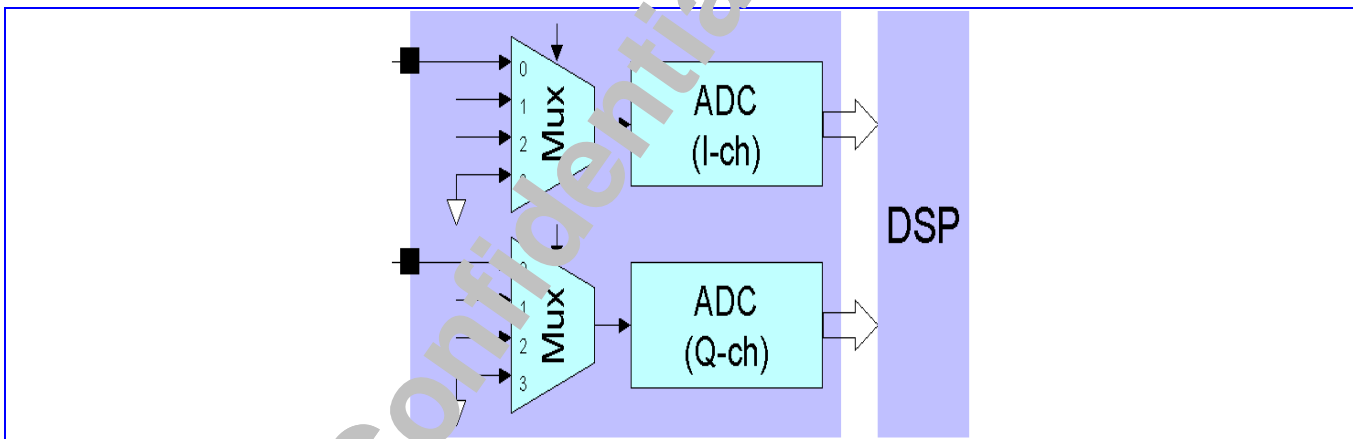 0
1
2
Mux
ADC
(I-ch)
DSP
1
2
3
Mux
ADC
(Q-ch)
confidential